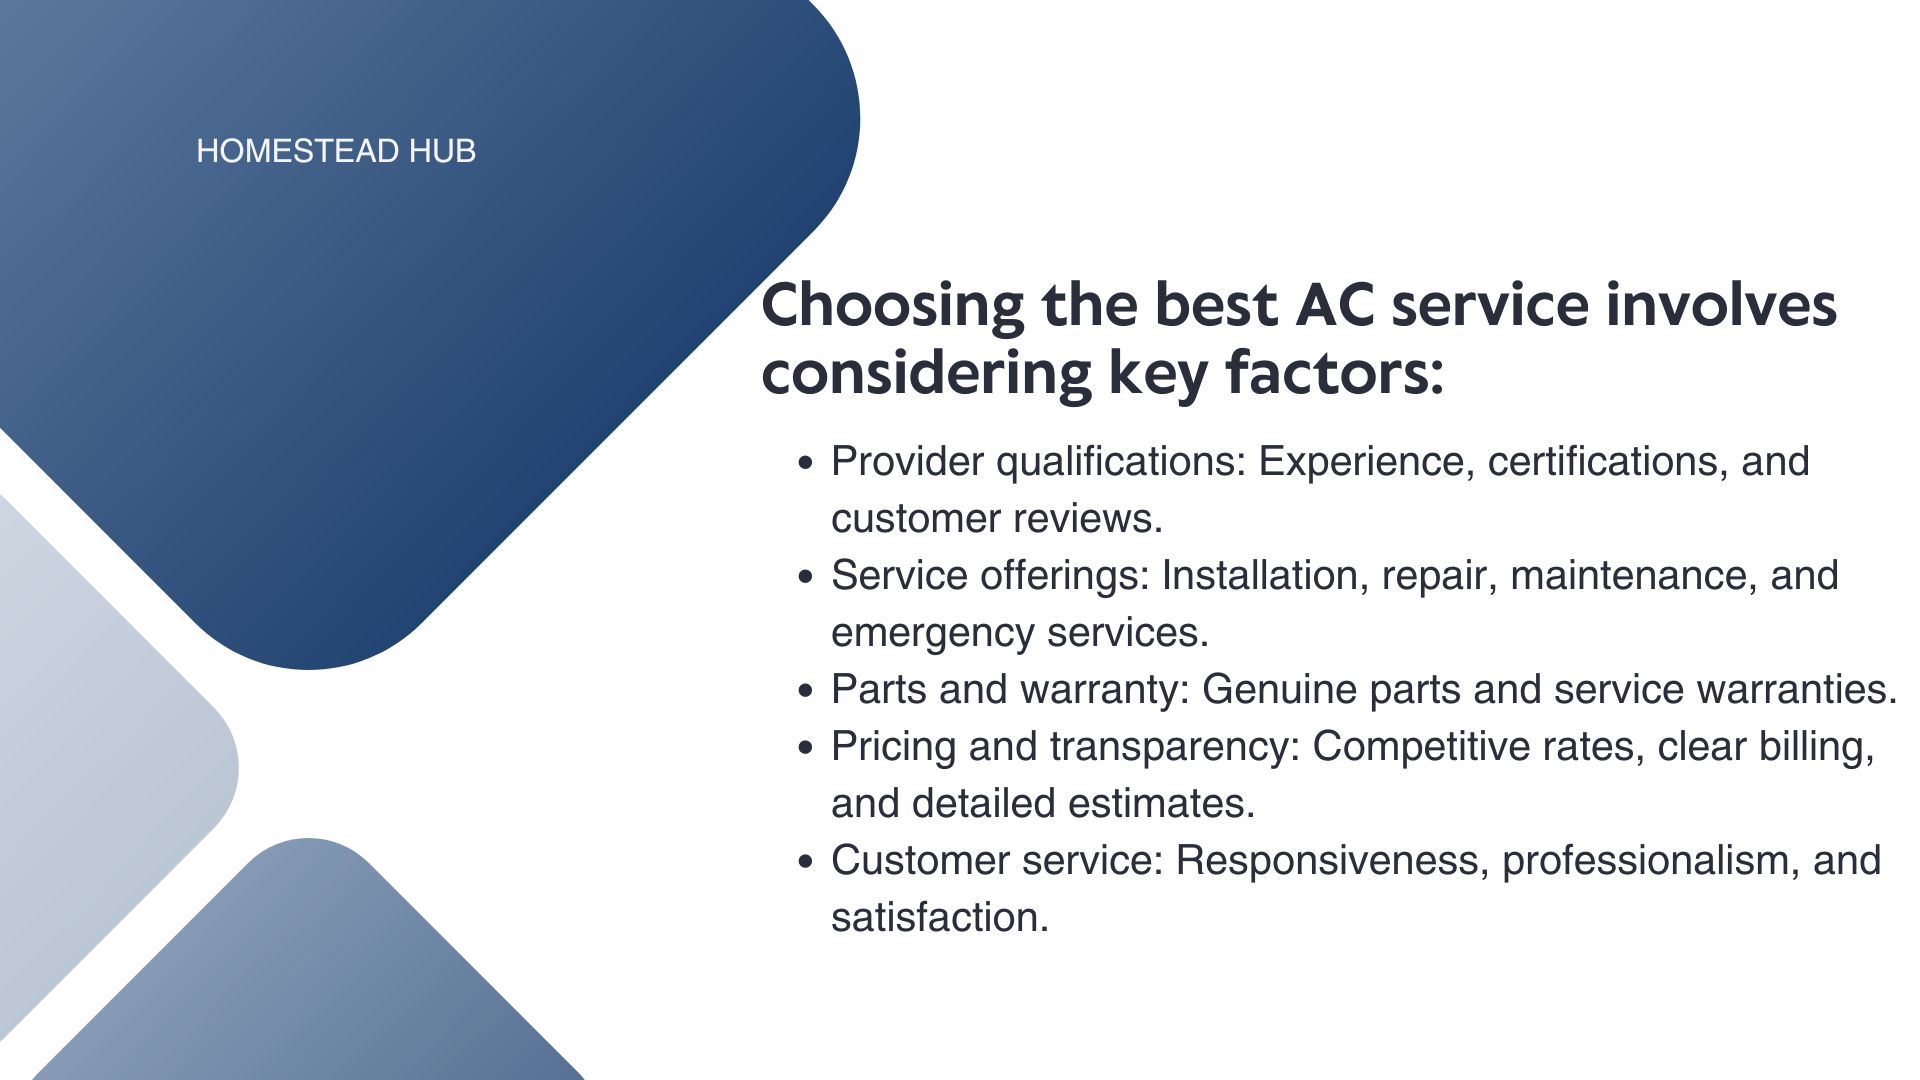 HOMESTEAD HUB
Choosing the best AC service involves
considering key factors:
• Provider qualifications: Experience, certifications, and
customer reviews.
• Service offerings: Installation, repair, maintenance, and
emergency services.
• Parts and warranty: Genuine parts and service warranties.
• Pricing and transparency: Competitive rates, clear billing,
and detailed estimates.
• Customer service: Responsiveness, professionalism, and
satisfaction.